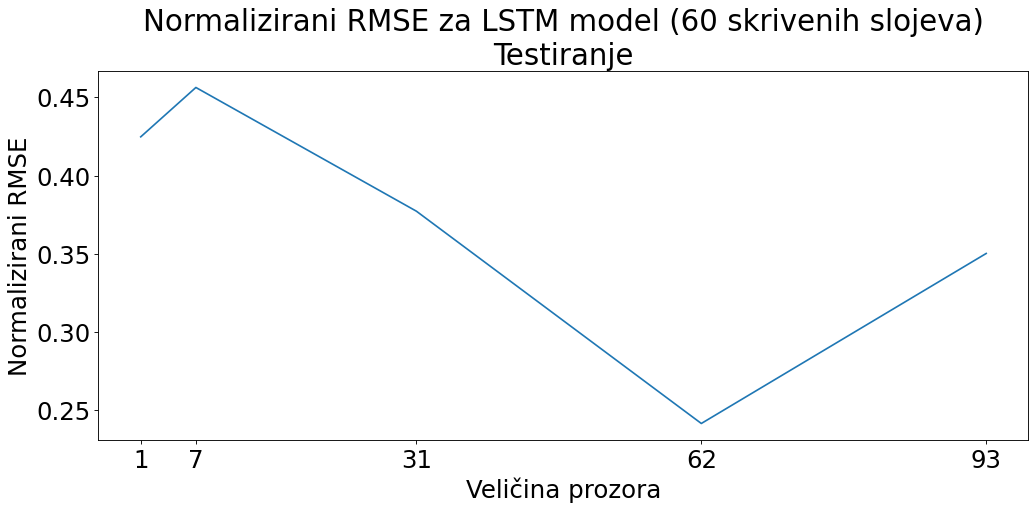 Normalizirani RMSE za LSTM model (60 skrivenih slojeva)
Testiranje
Normalizirani RMSE
0.45
0.40
0.35
0.30
0.25
1 7 31 62 93
Veličina prozora